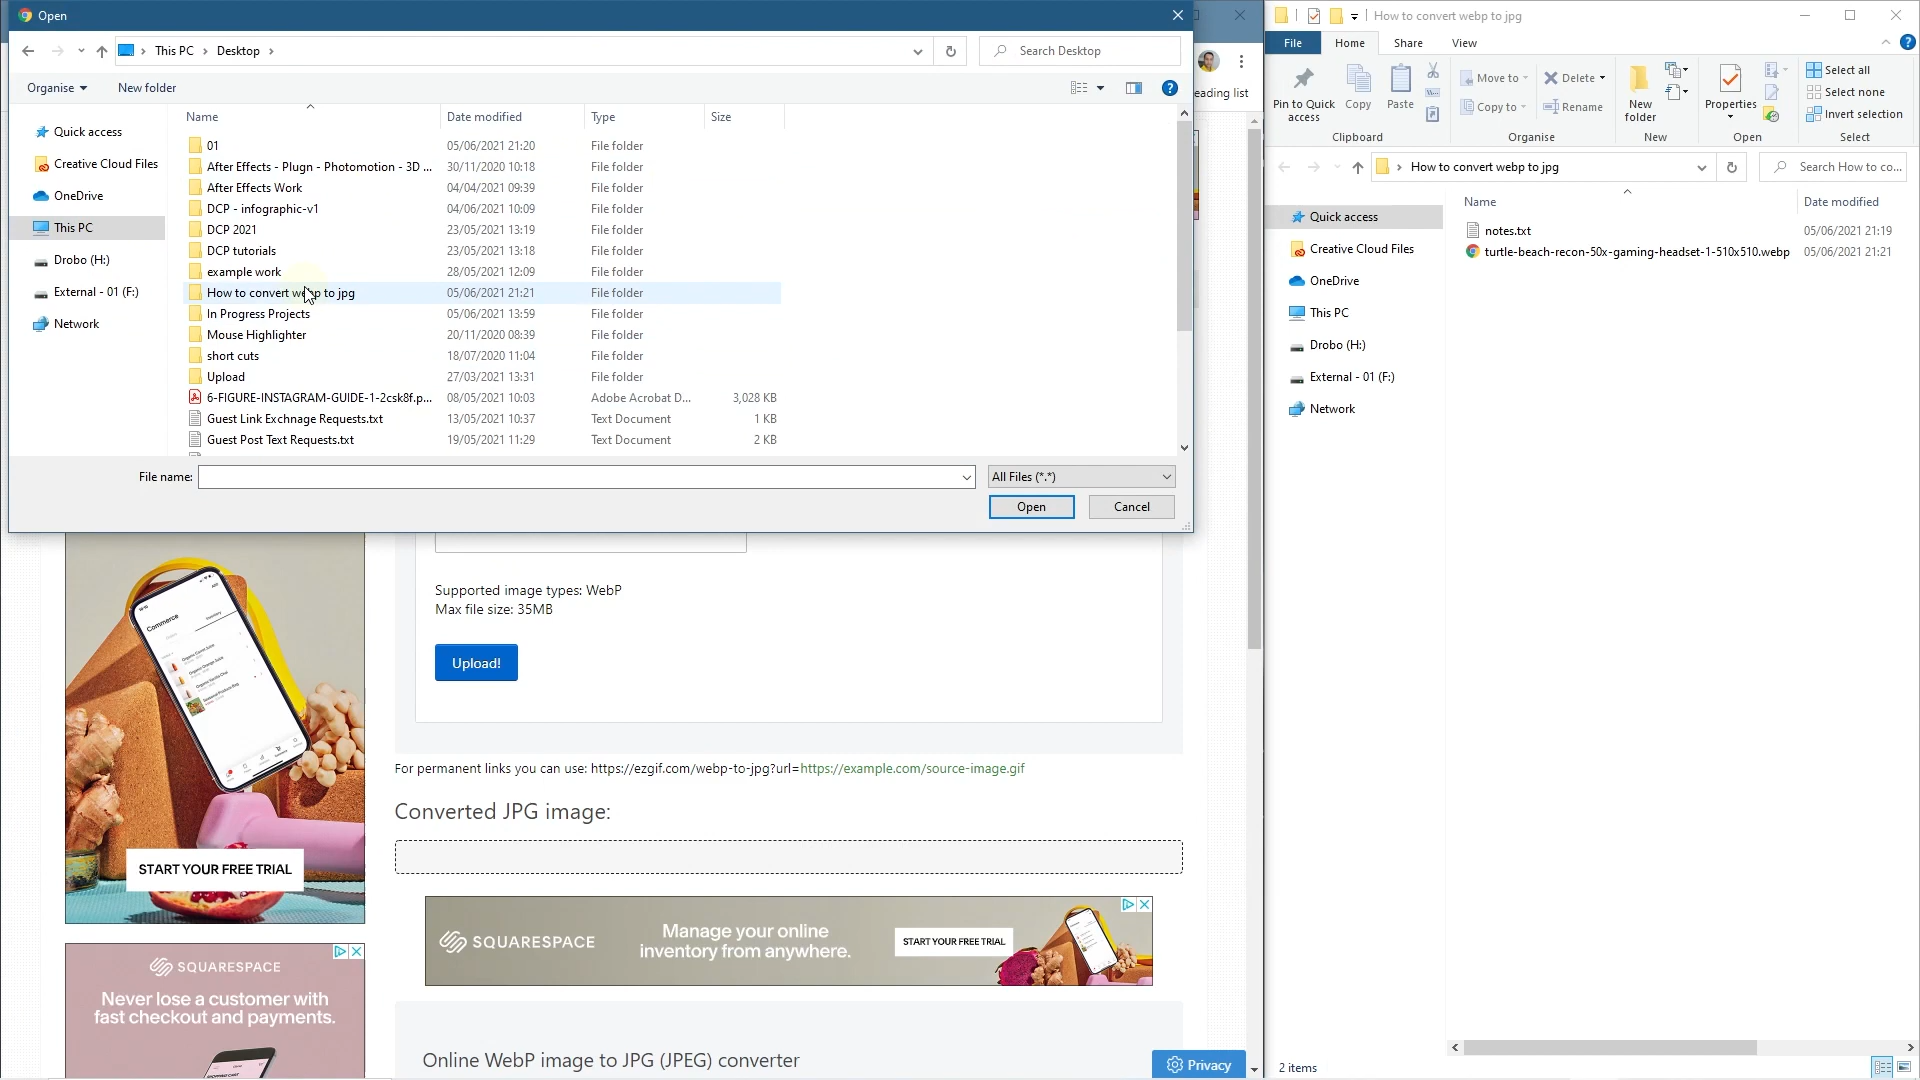 Open
This PC
Desktop
Search Desktop
Organise
New folder
Name
Date modified
Type
Size
Quick access
Creative Cloud Files
OneDrive
This PC
Drobo (H:)
External - 01 (F:)
Network
01 05/06/2021 21:20 File folder
After Effects - Plugn - Photomotion - 3D ... 30/11/2020 10:18 File folder
After Effects Work 04/04/2021 09:39 File folder
DCP - infographic-v1 04/06/2021 10:09 File folder
DCP 2021 23/05/2021 13:19 File folder
DCP tutorials 23/05/2021 13:18 File folder
example work 28/05/2021 12:09 File folder
How to convert webp to jpg 05/06/2021 21:21 File folder
In Progress Projects 05/06/2021 13:59 File folder
Mouse Highlighter 20/11/2020 08:39 File folder
short cuts 18/07/2020 11:04 File folder
Upload 27/03/2021 13:31 File folder
6-FIGURE-INSTAGRAM-GUIDE-1-2csk8f.p... 08/05/2021 10:03 Adobe Acrobat D... 3,028 KB
Guest Link Exchnage Requests.txt 13/05/2021 10:37 Text Document 1 KB
Guest Post Text Requests.txt 19/05/2021 11:29 Text Document 2 KB
File name:
All Files (*.*)
Open
Cancel
eading list
Supported image types: WebP
Max file size: 35MB
Upload!
For permanent links you can use: https://ezgif.com/webp-to-jpg?url=https://example.com/source-image.gif
Converted JPG image:
Commerce
START YOUR FREE TRIAL
SQUARESPACE
Never lose a customer with
fast checkout and payments.
SQUARESPACE
Manage your online
inventory from anywhere.
START YOUR FREE TRIAL
Online WebP image to JPG (JPEG) converter
Privacy
How to convert webp to jpg
File
Home
Share
View
Pin to Quick
access
Copy
Paste
Clipboard
Move to
Copy to
Delete
Rename
Organise
New
folder
New
Properties
Open
Select all
Select none
Invert selection
Select
How to convert webp to jpg
Search How to co...
Name
Date modified
Quick access
Creative Cloud Files
OneDrive
This PC
Drobo (H:)
External - 01 (F:)
Network
notes.txt 05/06/2021 21:19
turtle-beach-recon-50x-gaming-headset-1-510x510.webp 05/06/2021 21:21
2 items